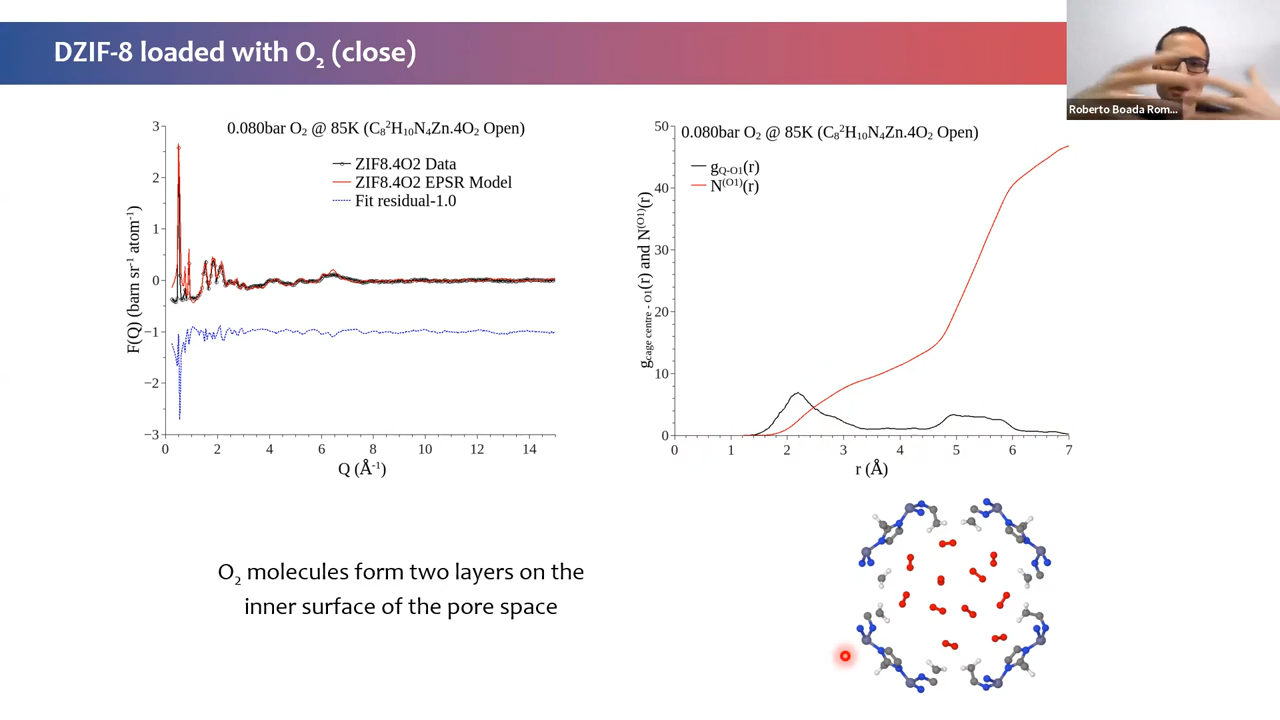 DZIF-8 loaded with O₂ (close)
Roberto Boada Rom...
0.080bar O₂ @ 85K (C₈²H₁₀N₄Zn.4O₂ Open)
ZIF8.4O2 Data
ZIF8.4O2 EPSR Model
Fit residual-1.0
F(Q) (barn sr⁻¹ atom⁻¹)
3
2
1
0
−1
−2
−3
0
2
4
6
8
10
12
14
Q (Å⁻¹)
0.080bar O₂ @ 85K (C₈²H₁₀N₄Zn.4O₂ Open)
g_Q-O1(r)
N⁽ᴼ¹⁾(r)
g_cage centre - O1(r) and N⁽ᴼ¹⁾(r)
50
40
30
20
10
0
0
1
2
3
4
5
6
7
r (Å)
O₂ molecules form two layers on the
inner surface of the pore space